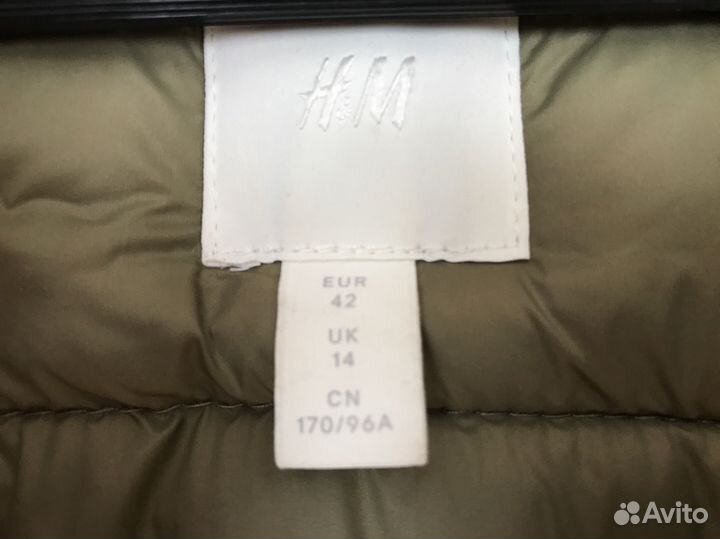 H&M
EUR
42
UK
14
CN
170/96A
Avito